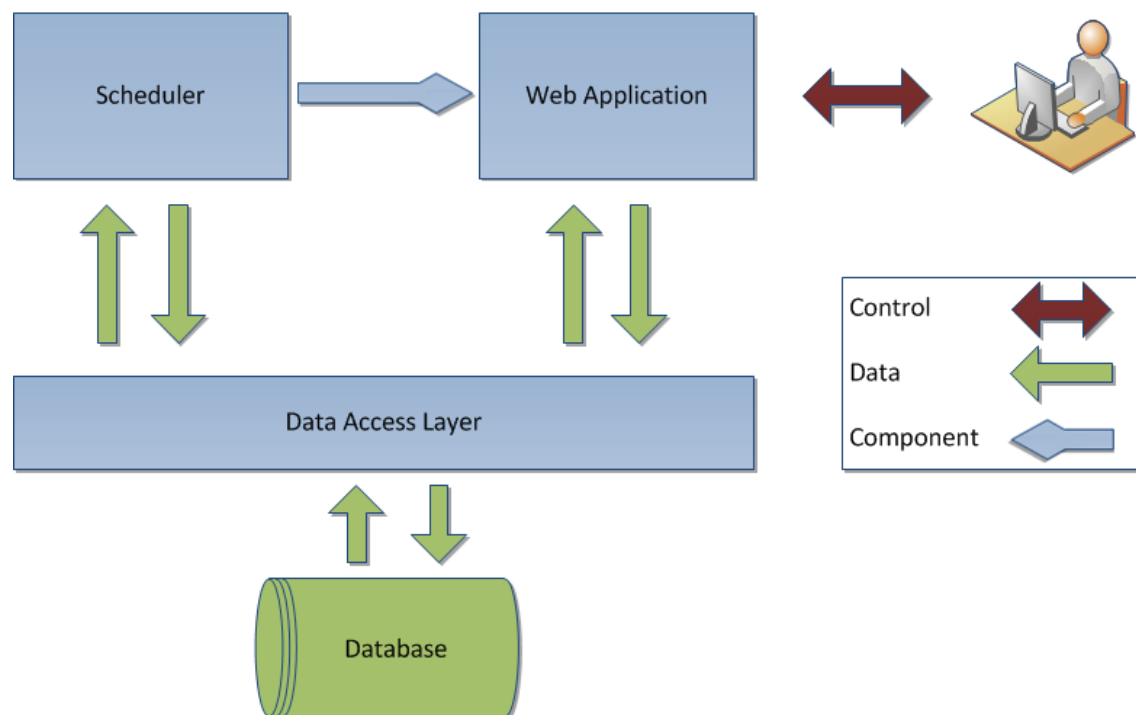 Scheduler
Web Application
Control
Data
Component
Data Access Layer
Database